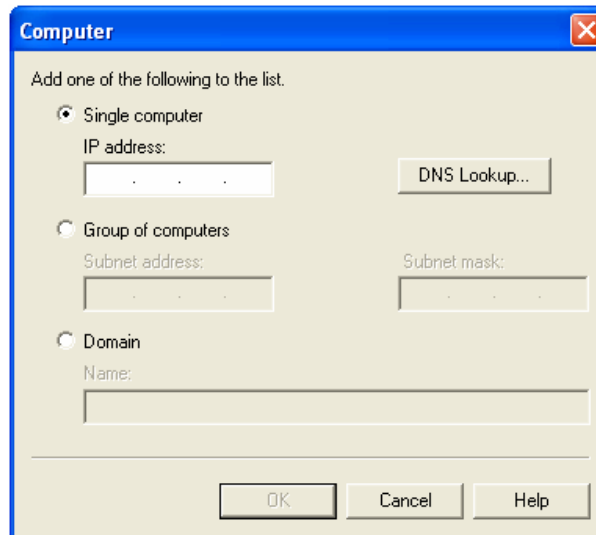 Computer
Add one of the following to the list.
Single computer
IP address:
. . .
DNS Lookup...
Group of computers
Subnet address: Subnet mask:
. . . . . .
Domain
Name:
OK Cancel Help